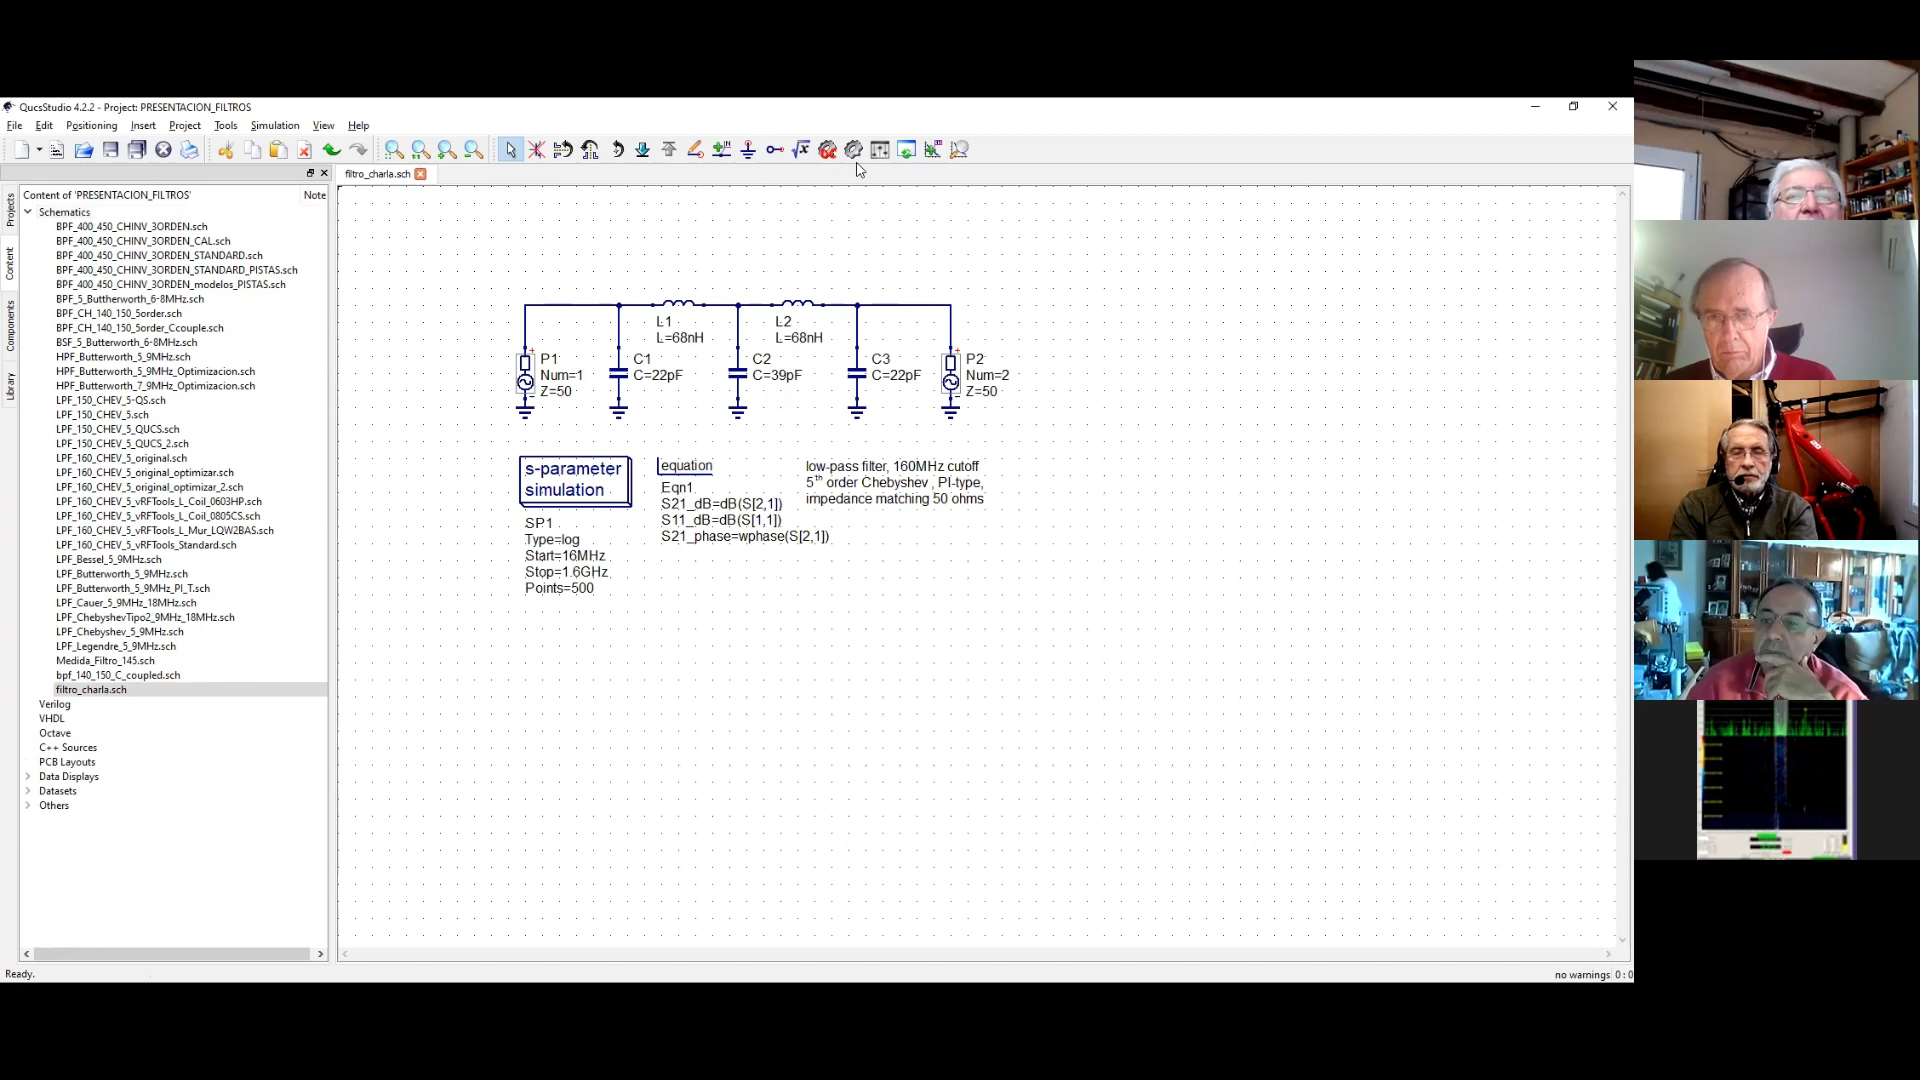 QucsStudio 4.2.2 - Project: PRESENTACION_FILTROS
File Edit Positioning Insert Project Tools Simulation View Help
filtro_charla.sch
Projects
Content
Components
Library
Content of 'PRESENTACION_FILTROS' Note
Schematics
BPF_400_450_CHINV_3ORDEN.sch
BPF_400_450_CHINV_3ORDEN_CAL.sch
BPF_400_450_CHINV_3ORDEN_STANDARD.sch
BPF_400_450_CHINV_3ORDEN_STANDARD_PISTAS.sch
BPF_400_450_CHINV_3ORDEN_modelos_PISTAS.sch
BPF_5_Buttherworth_6-8MHz.sch
BPF_CH_140_150_5order.sch
BPF_CH_140_150_5order_Ccouple.sch
BSF_5_Butterworth_6-8MHz.sch
HPF_Butterworth_5_9MHz.sch
HPF_Butterworth_5_9MHz_Optimizacion.sch
HPF_Butterworth_7_9MHz_Optimizacion.sch
LPF_150_CHEV_5-QS.sch
LPF_150_CHEV_5.sch
LPF_150_CHEV_5_QUCS.sch
LPF_150_CHEV_5_QUCS_2.sch
LPF_160_CHEV_5_original.sch
LPF_160_CHEV_5_original_optimizar.sch
LPF_160_CHEV_5_original_optimizar_2.sch
LPF_160_CHEV_5_vRFTools_L_Coil_0603HP.sch
LPF_160_CHEV_5_vRFTools_L_Coil_0805CS.sch
LPF_160_CHEV_5_vRFTools_L_Mur_LQW2BAS.sch
LPF_160_CHEV_5_vRFTools_Standard.sch
LPF_Bessel_5_9MHz.sch
LPF_Butterworth_5_9MHz.sch
LPF_Butterworth_5_9MHz_PI_T.sch
LPF_Cauer_5_9MHz_18MHz.sch
LPF_ChebyshevTipo2_9MHz_18MHz.sch
LPF_Chebyshev_5_9MHz.sch
LPF_Legendre_5_9MHz.sch
Medida_Filtro_145.sch
bpf_140_150_C_coupled.sch
filtro_charla.sch
Verilog
VHDL
Octave
C++ Sources
PCB Layouts
Data Displays
Datasets
Others
L1
L=68nH
L2
L=68nH
P1
Num=1
Z=50
C1
C=22pF
C2
C=39pF
C3
C=22pF
P2
Num=2
Z=50
s-parameter
simulation
SP1
Type=log
Start=16MHz
Stop=1.6GHz
Points=500
equation
Eqn1
S21_dB=dB(S[2,1])
S11_dB=dB(S[1,1])
S21_phase=wphase(S[2,1])
low-pass filter, 160MHz cutoff
5th order Chebyshev , PI-type,
impedance matching 50 ohms
Ready.
no warnings 0 : 0